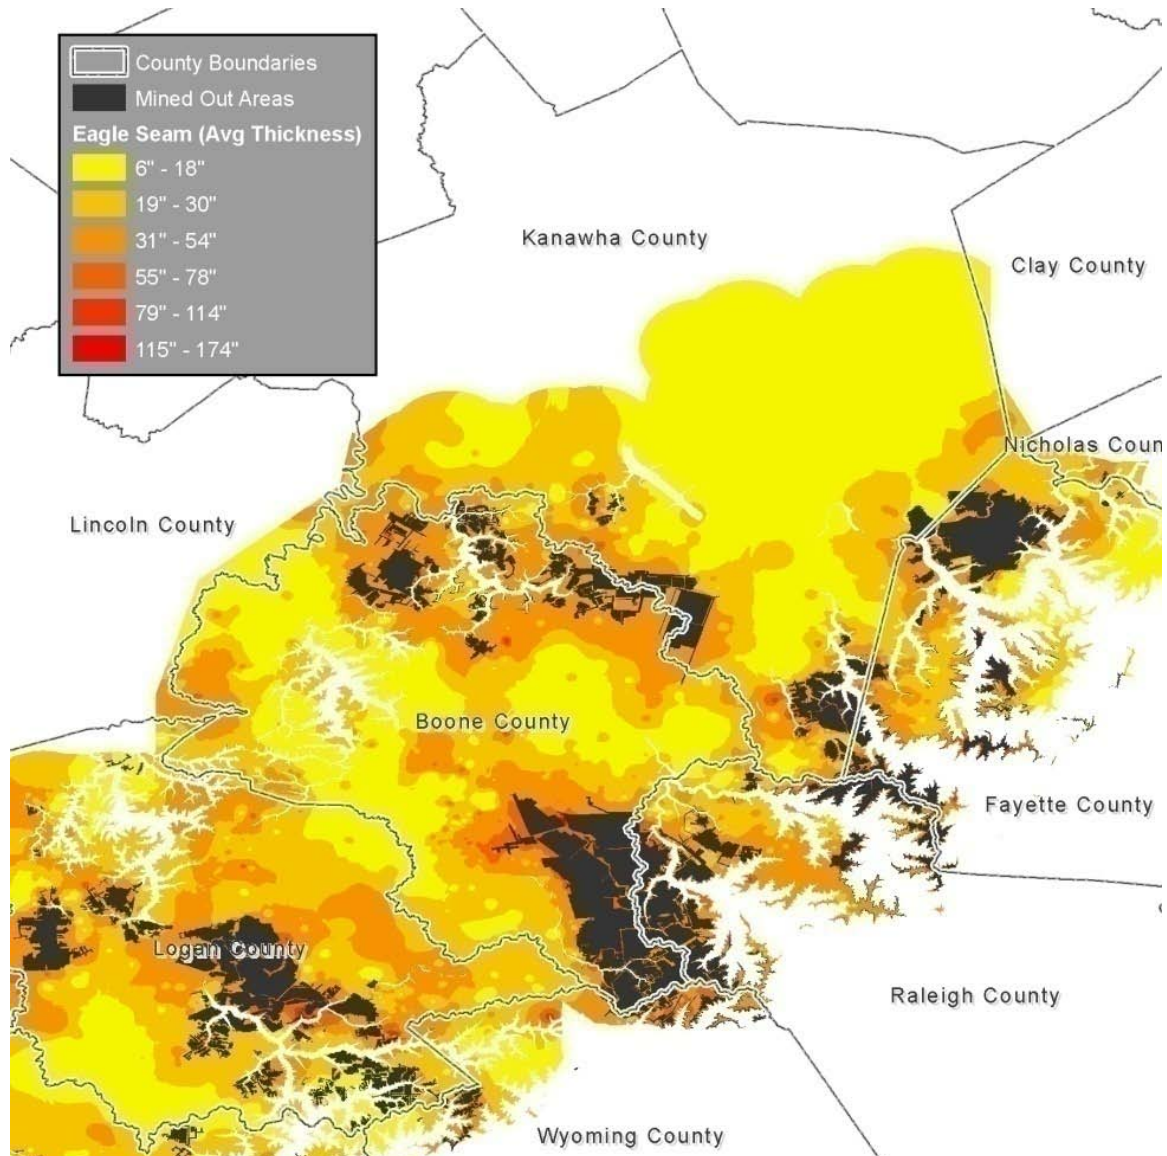 County Boundaries
Mined Out Areas
Eagle Seam (Avg Thickness)
6" - 18"
19" - 30"
31" - 54"
55" - 78"
79" - 114"
115" - 174"
Kanawha County
Clay County
Nicholas Coun
Lincoln County
Boone County
Fayette County
Logan County
Raleigh County
Wyoming County